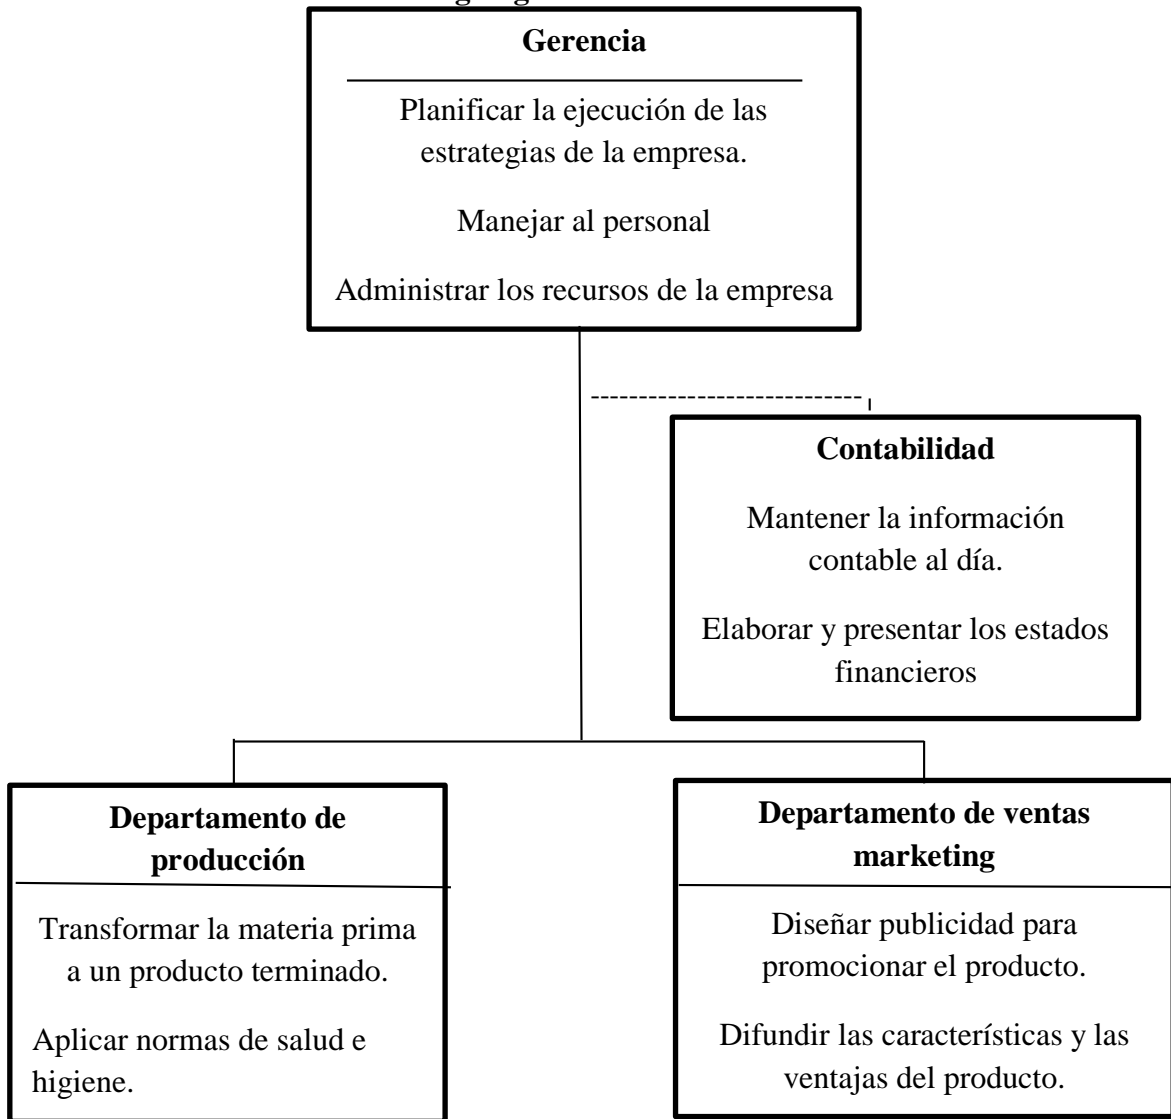 Gerencia
Planificar la ejecución de las
estrategias de la empresa.
Manejar al personal
Administrar los recursos de la empresa
Contabilidad
Mantener la información
contable al día.
Elaborar y presentar los estados
financieros
Departamento de
producción
Transformar la materia prima
a un producto terminado.
Aplicar normas de salud e
higiene.
Departamento de ventas
marketing
Diseñar publicidad para
promocionar el producto.
Difundir las características y las
ventajas del producto.